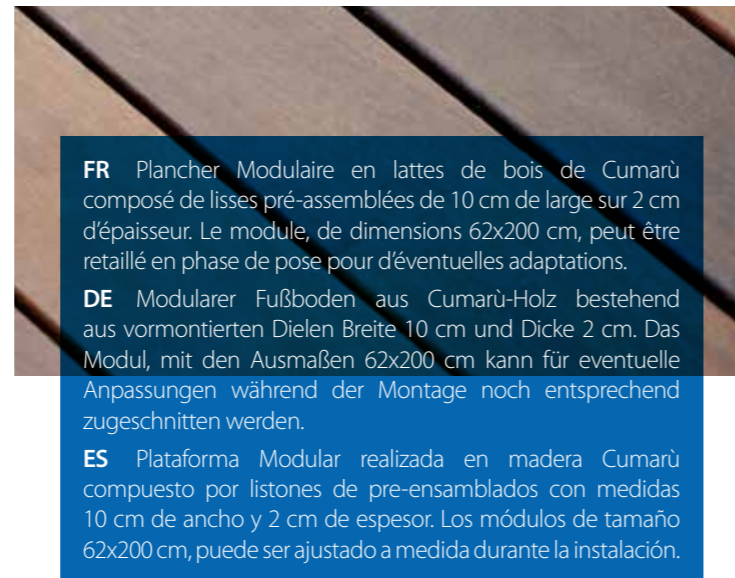 FR Plancher Modulaire en lattes de bois de Cumarù
composé de lisses pré-assemblées de 10 cm de large sur 2 cm
d'épaisseur. Le module, de dimensions 62x200 cm, peut être
retaillé en phase de pose pour d'éventuelles adaptations.
DE Modularer Fußboden aus Cumarù-Holz bestehend
aus vormontierten Dielen Breite 10 cm und Dicke 2 cm. Das
Modul, mit den Ausmaßen 62x200 cm kann für eventuelle
Anpassungen während der Montage noch entsprechend
zugeschnitten werden.
ES Plataforma Modular realizada en madera Cumarù
compuesto por listones de pre-ensamblados con medidas
10 cm de ancho y 2 cm de espesor. Los módulos de tamaño
62x200 cm, puede ser ajustado a medida durante la instalación.